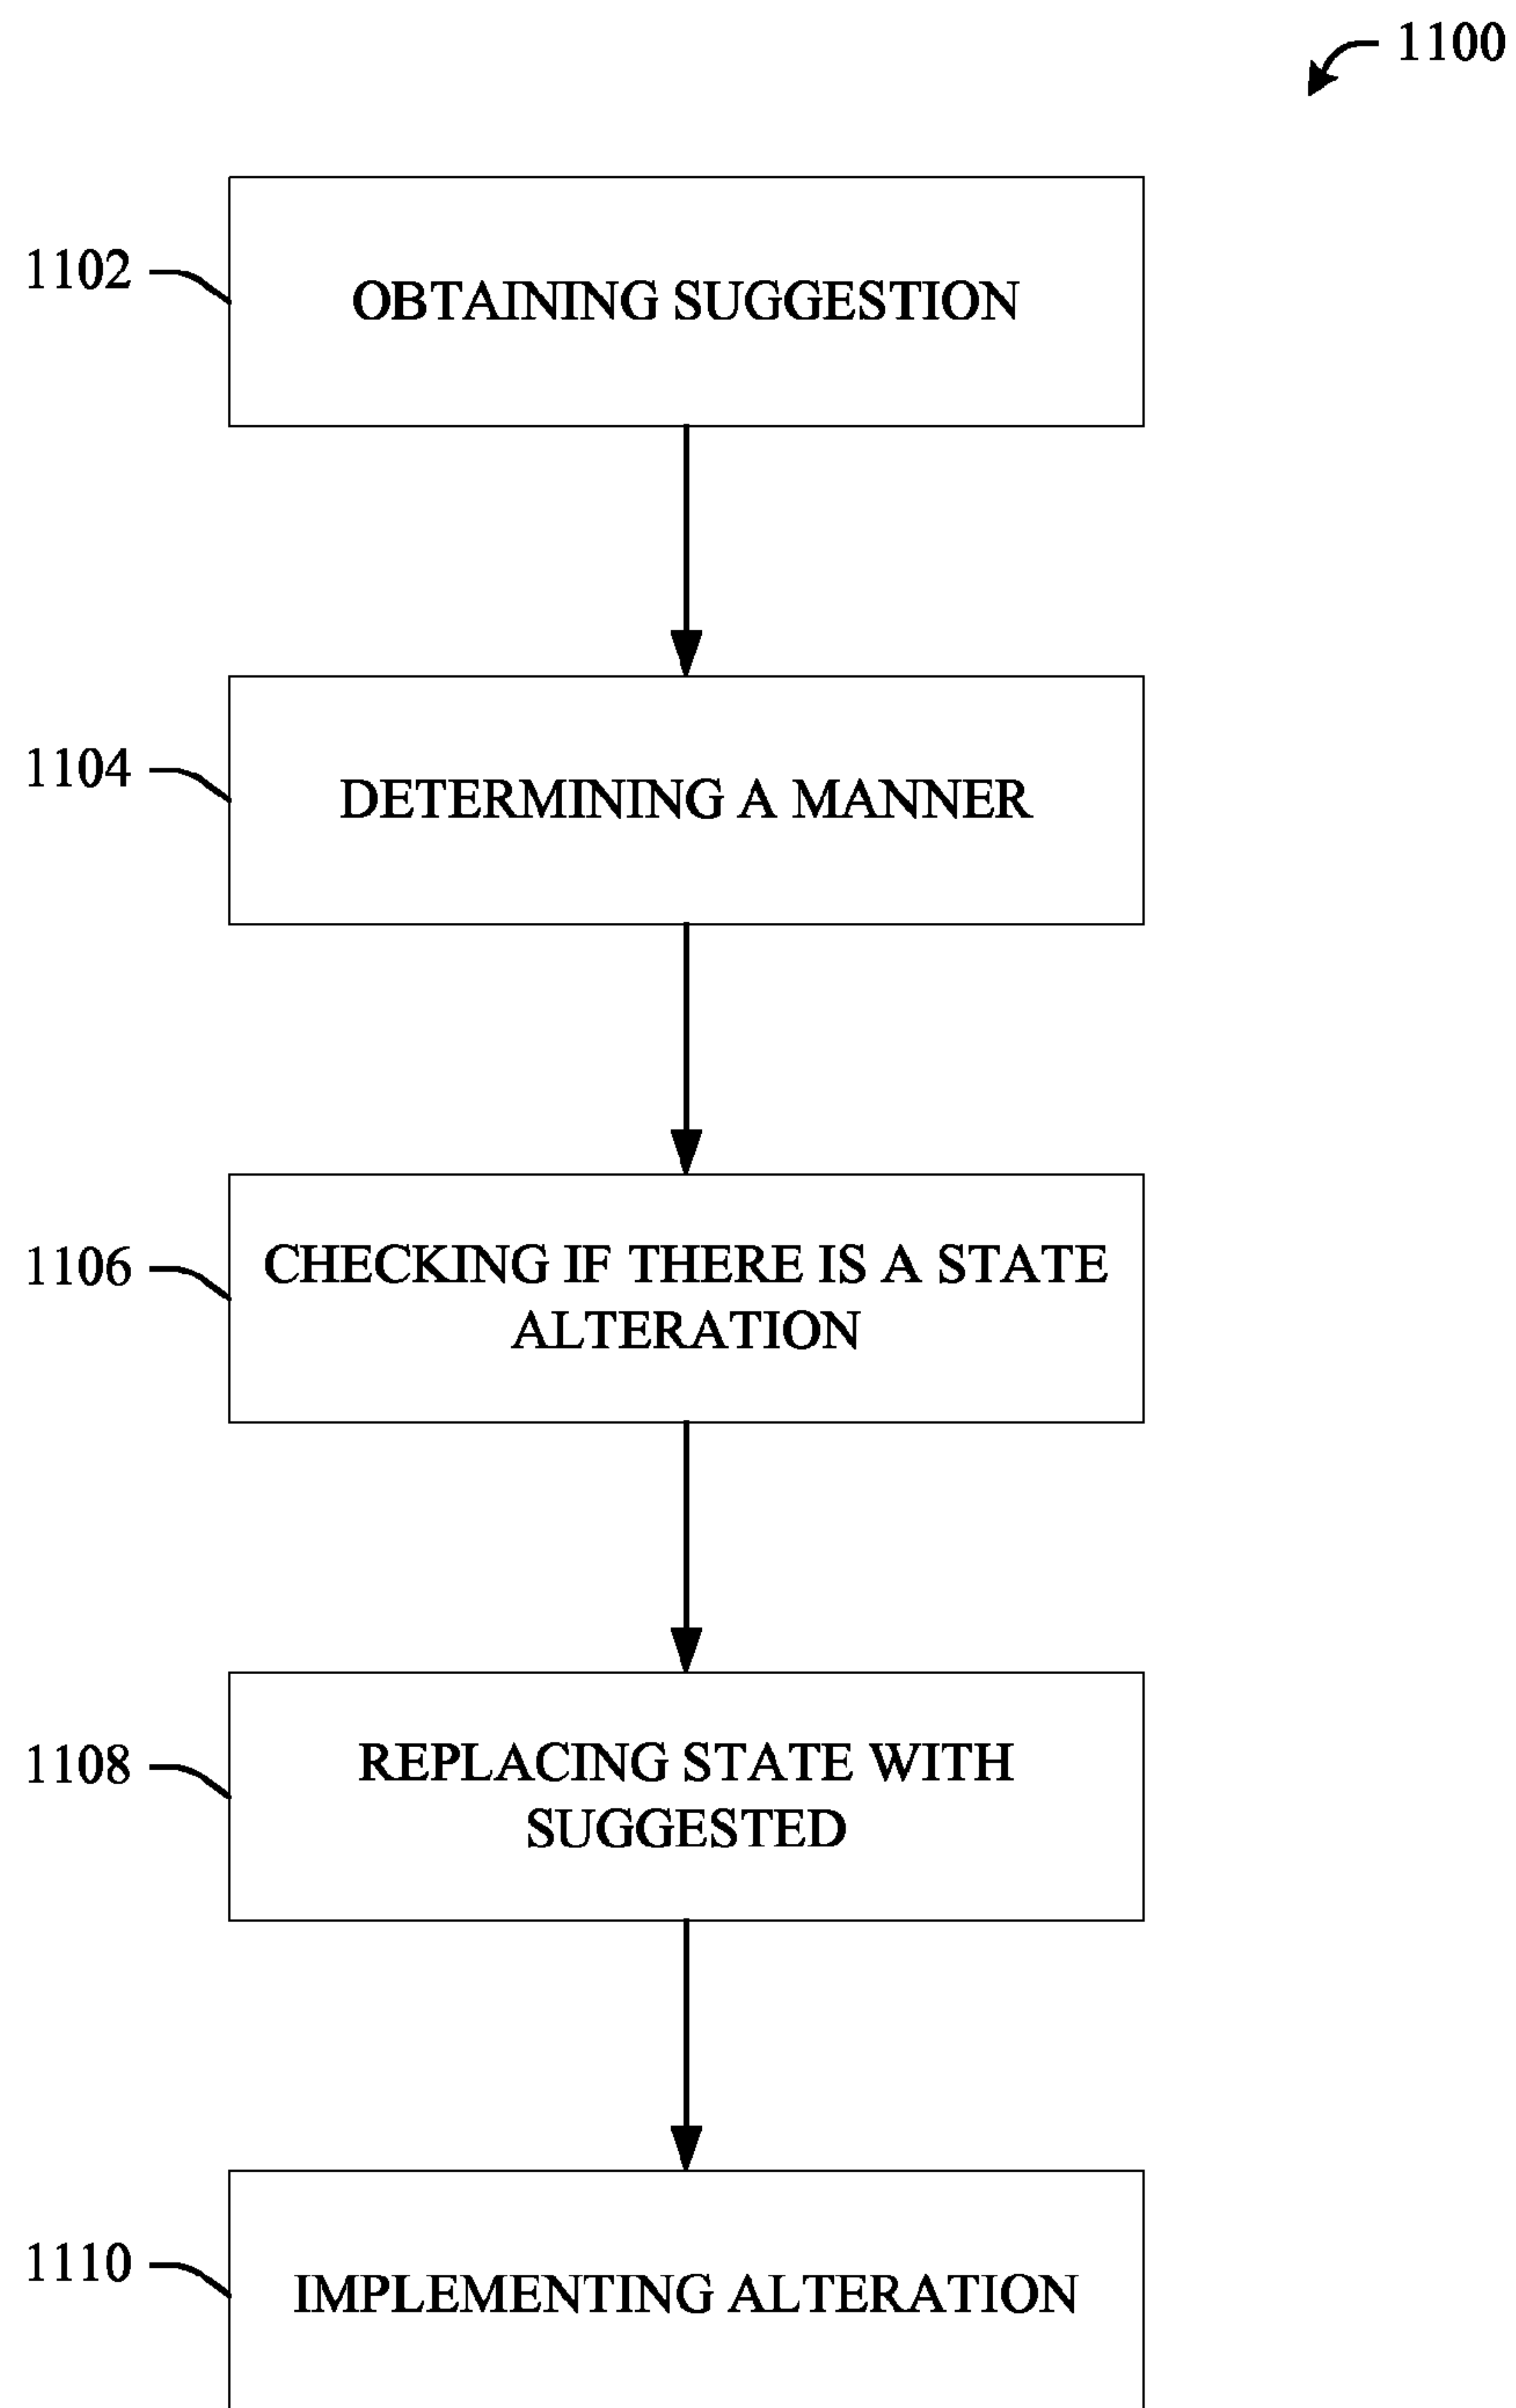 1100
1102
OBTAINING SUGGESTION
1104
DETERMINING A MANNER
1106
CHECKING IF THERE IS A STATE
ALTERATION
1108
REPLACING STATE WITH
SUGGESTED
1110
IMPLEMENTING ALTERATION